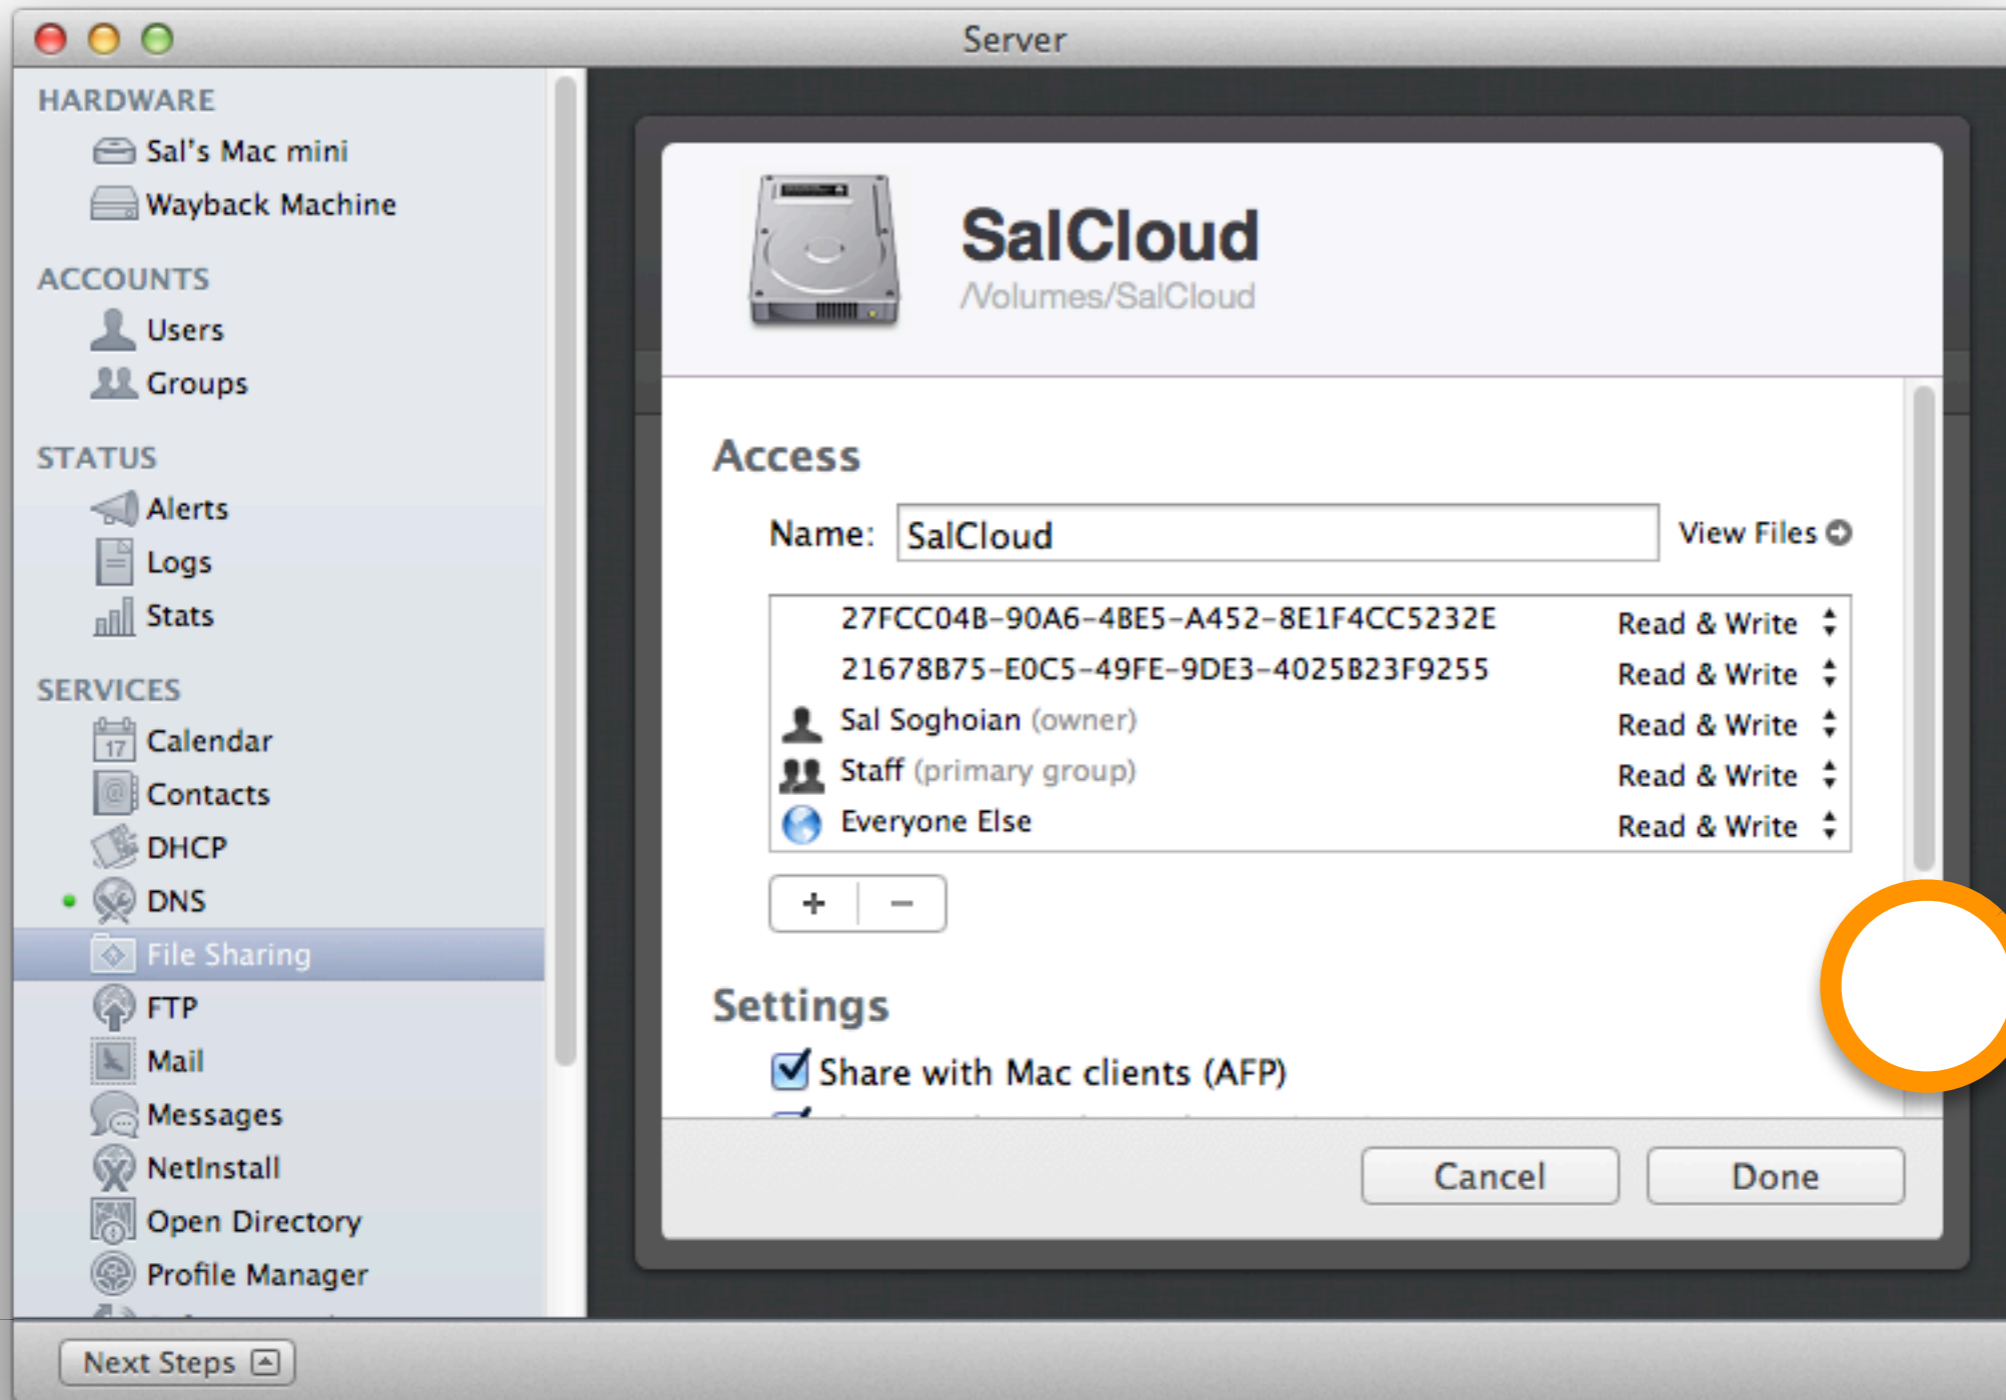 Server
HARDWARE
Sal's Mac mini
Wayback Machine
ACCOUNTS
Users
Groups
STATUS
Alerts
Logs
Stats
SERVICES
17 Calendar
@ Contacts
DHCP
DNS
File Sharing
FTP
Mail
Messages
NetInstall
Open Directory
Profile Manager
Next Steps
SalCloud
/Volumes/SalCloud
Access
Name: SalCloud View Files
27FCC04B-90A6-4BE5-A452-8E1F4CC5232E Read & Write
21678B75-E0C5-49FE-9DE3-4025B23F9255 Read & Write
Sal Soghoian (owner) Read & Write
Staff (primary group) Read & Write
Everyone Else Read & Write
+ −
Settings
Share with Mac clients (AFP)
Cancel Done